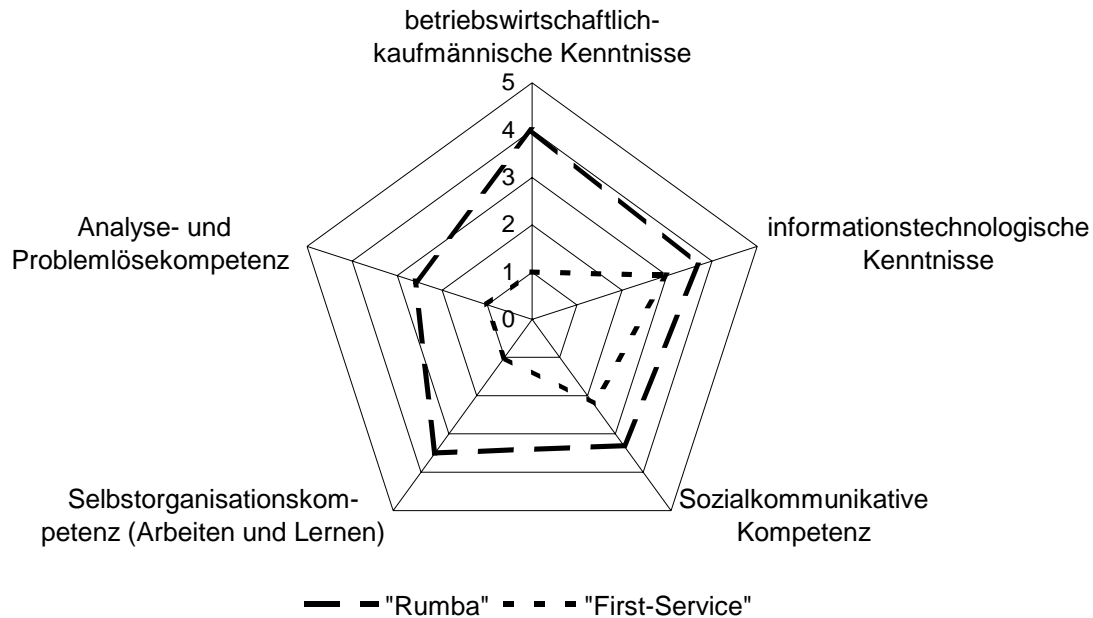 betriebswirtschaftlich-
kaufmännische Kenntnisse
5
4
3
2
1
0
informationstechnologische
Kenntnisse
Analyse- und
Problemlösekompetenz
Sozialkommunikative
Kompetenz
Selbstorganisationskom-
petenz (Arbeiten und Lernen)
"Rumba" "First-Service"